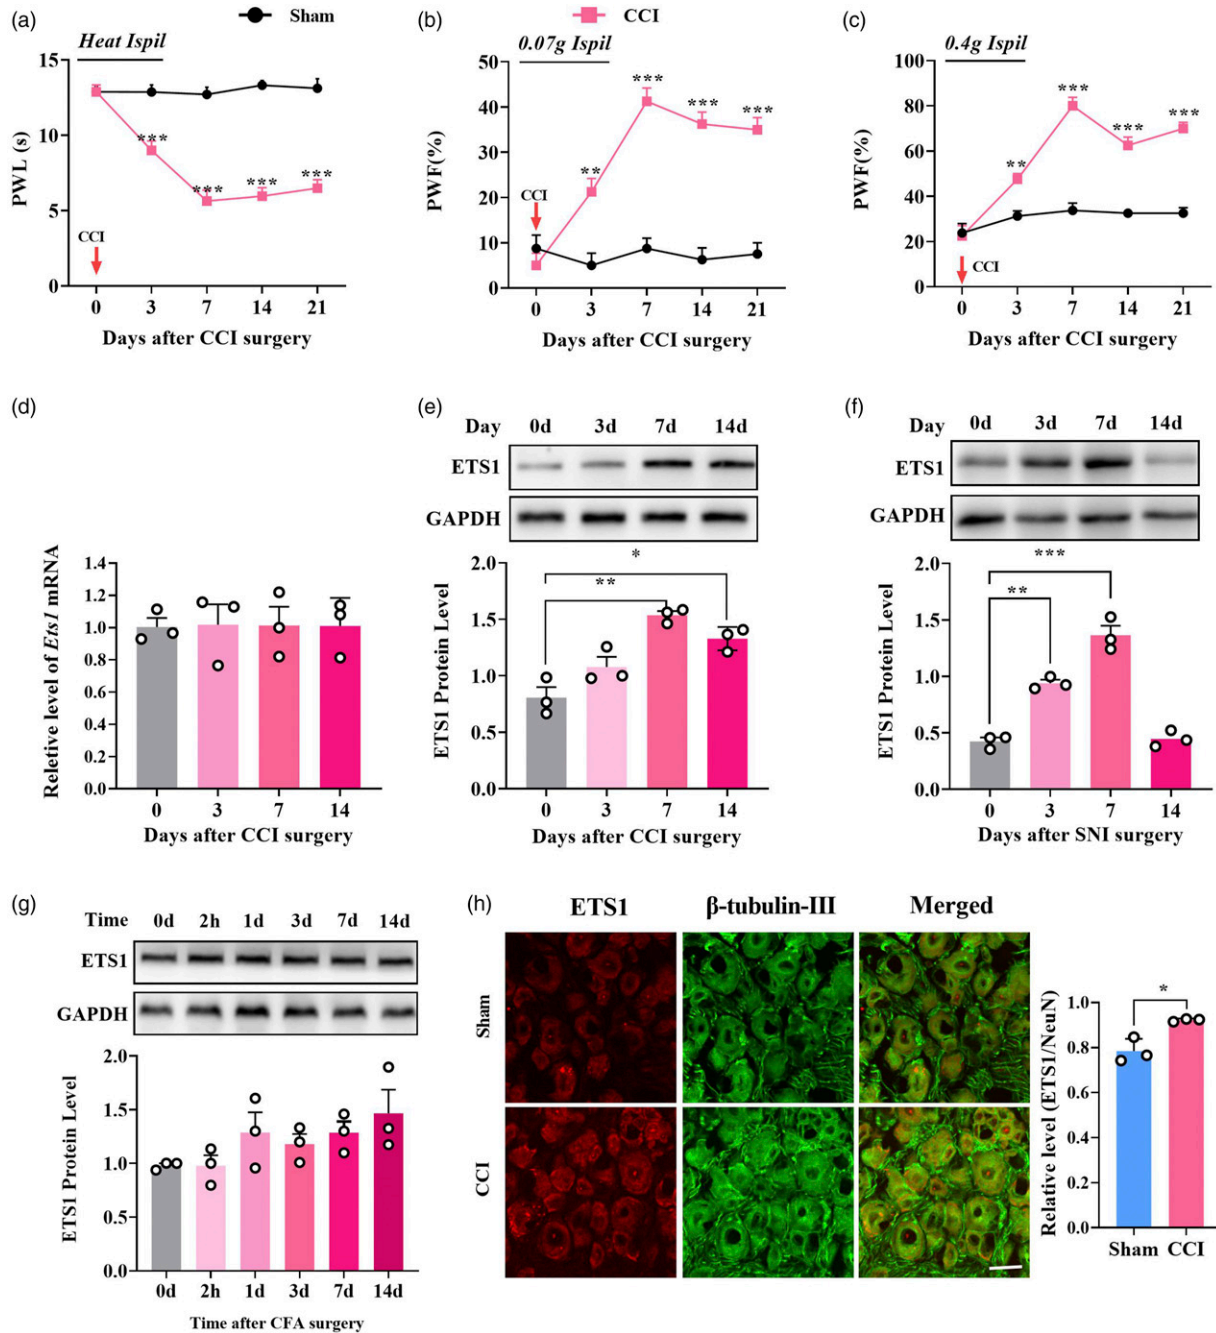 (a)
Sham
Heat Ispil
15
10
5
0
PWL (s)
***
***
***
***
CCI
0 3 7 14 21
Days after CCI surgery
(b)
CCI
0.07g Ispil
50
40
30
20
10
0
PWF(%)
**
***
***
***
CCI
0 3 7 14 21
Days after CCI surgery
(c)
0.4g Ispil
100
80
60
40
20
0
PWF(%)
**
***
***
***
CCI
0 3 7 14 21
Days after CCI surgery
(d)
Reletive level of Ets1 mRNA
1.4
1.2
1.0
0.8
0.6
0.4
0.2
0.0
0 3 7 14
Days after CCI surgery
(e)
Day 0d 3d 7d 14d
ETS1
GAPDH
ETS1 Protein Level
2.0
1.5
1.0
0.5
0.0
*
**
0 3 7 14
Days after CCI surgery
(f)
Day 0d 3d 7d 14d
ETS1
GAPDH
ETS1 Protein Level
2.0
1.5
1.0
0.5
0.0
***
**
0 3 7 14
Days after SNI surgery
(g)
Time 0d 2h 1d 3d 7d 14d
ETS1
GAPDH
ETS1 Protein Level
2.0
1.5
1.0
0.5
0.0
0d 2h 1d 3d 7d 14d
Time after CFA surgery
(h)
ETS1 β-tubulin-III Merged
Sham
CCI
Relative level (ETS1/NeuN)
1.0
0.8
0.6
0.4
0.2
0.0
*
Sham CCI